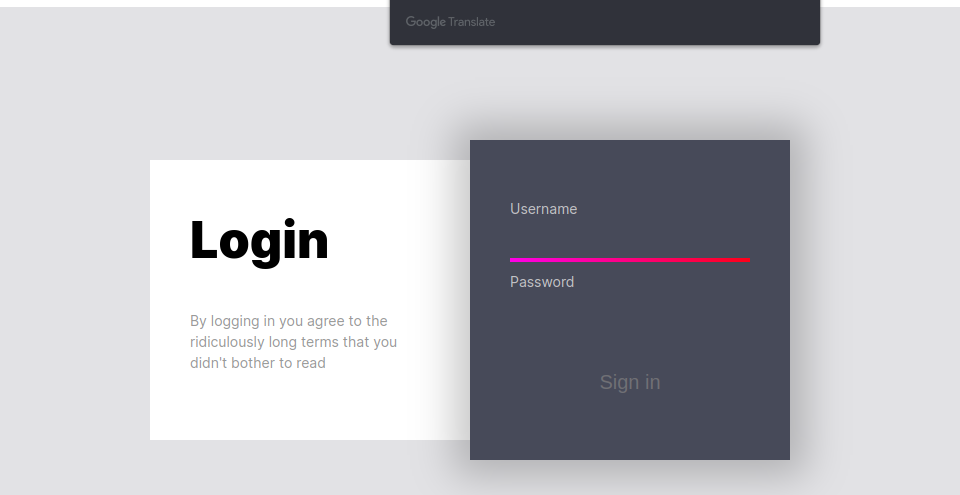 Google Translate
Login
By logging in you agree to the
ridiculously long terms that you
didn't bother to read
Username
Password
Sign in